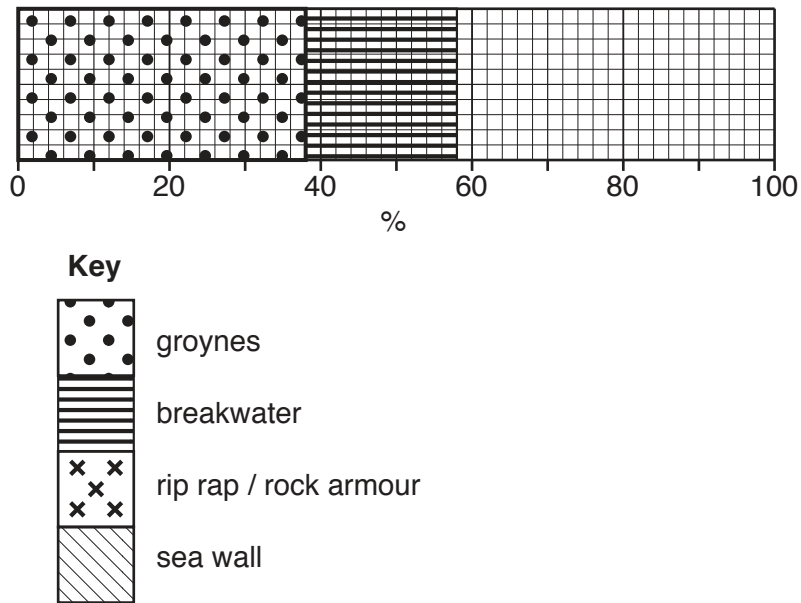 0 20 40 60 80 100
%
Key
groynes
breakwater
rip rap / rock armour
sea wall